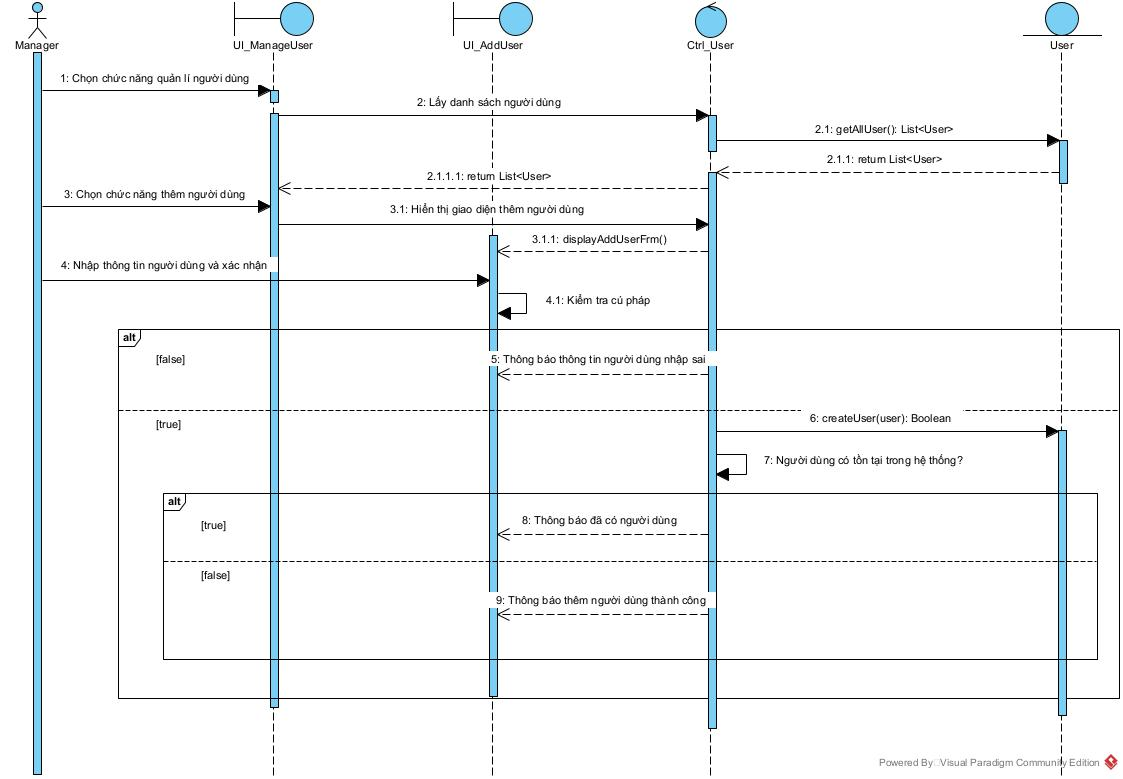 Manager
UI_ManageUser
UI_AddUser
Ctrl_User
User
1: Chọn chức năng quản lí người dùng
2: Lấy danh sách người dùng
2.1: getAllUser(): List<User>
2.1.1: return List<User>
2.1.1.1: return List<User>
3: Chọn chức năng thêm người dùng
3.1: Hiển thị giao diện thêm người dùng
3.1.1: displayAddUserFrm()
4: Nhập thông tin người dùng và xác nhận
4.1: Kiểm tra cú pháp
alt
[false]
5: Thông báo thông tin người dùng nhập sai
[true]
6: createUser(user): Boolean
7: Người dùng có tồn tại trong hệ thống?
alt
[true]
8: Thông báo đã có người dùng
[false]
9: Thông báo thêm người dùng thành công
Powered By Visual Paradigm Community Edition